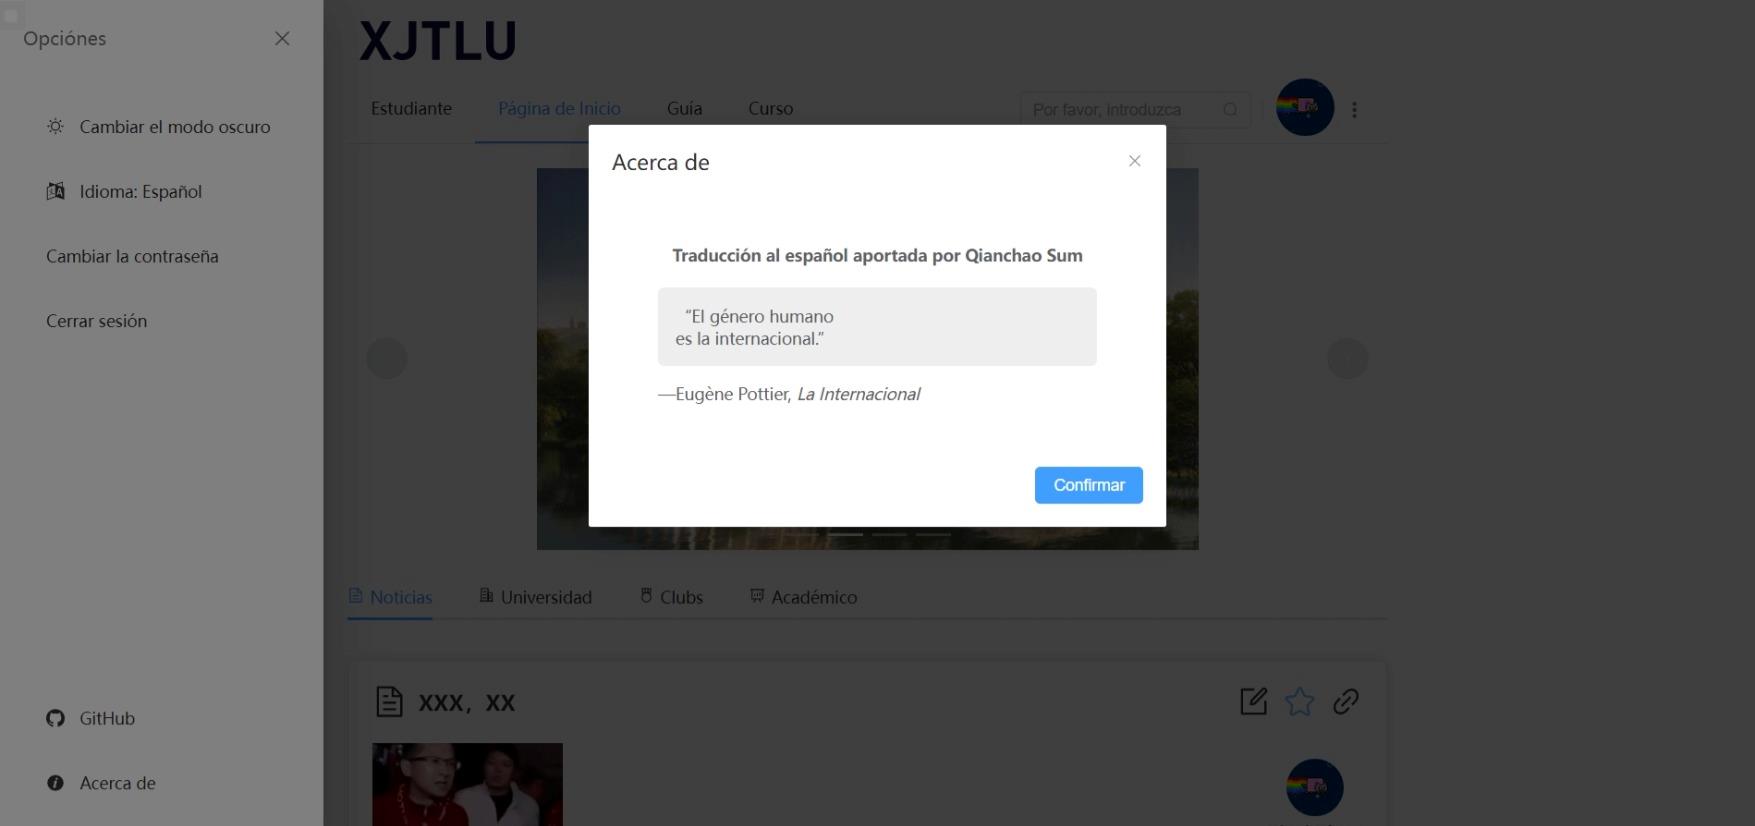 Opciónes
Cambiar el modo oscuro
Idioma: Español
Cambiar la contraseña
Cerrar sesión
GitHub
Acerca de
XJTLU
Estudiante
Página de Inicio
Guía
Curso
Por favor, introduzca
Acerca de
Traducción al español aportada por Qianchao Sum
“El género humano
es la internacional.”
—Eugène Pottier, La Internacional
Confirmar
Noticias
Universidad
Clubs
Académico
XXX，XX